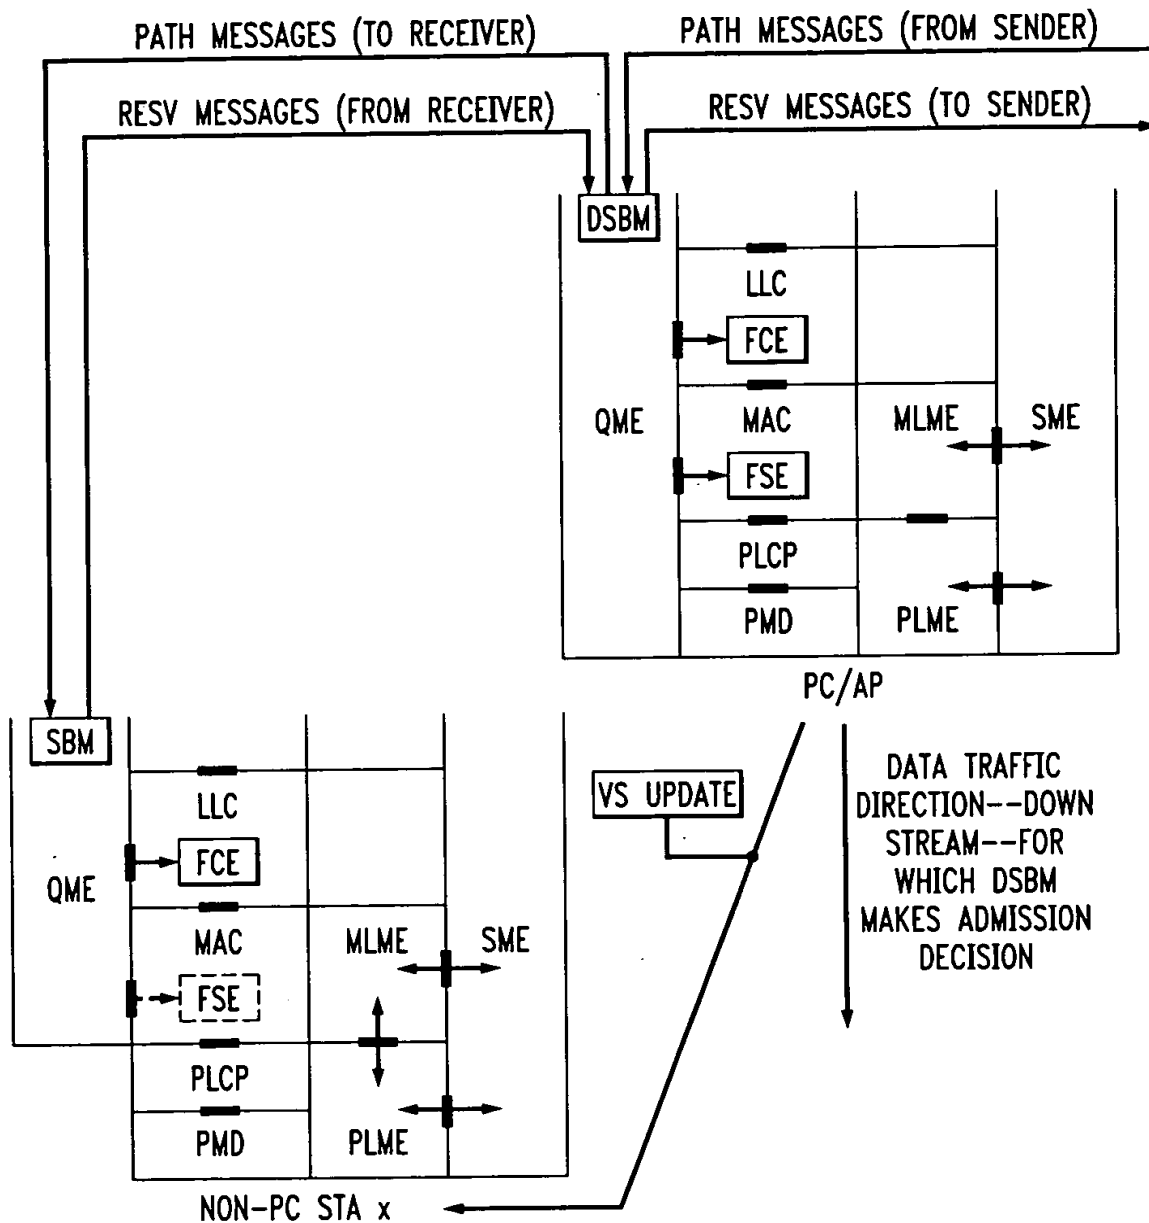 PATH MESSAGES (TO RECEIVER)
PATH MESSAGES (FROM SENDER)
RESV MESSAGES (FROM RECEIVER)
RESV MESSAGES (TO SENDER)
DSBM
LLC
FCE
QME
MAC
MLME
SME
FSE
PLCP
PMD
PLME
PC/AP
SBM
LLC
FCE
QME
MAC
MLME
SME
FSE
PLCP
PMD
PLME
NON-PC STA x
VS UPDATE
DATA TRAFFIC
DIRECTION--DOWN
STREAM--FOR
WHICH DSBM
MAKES ADMISSION
DECISION